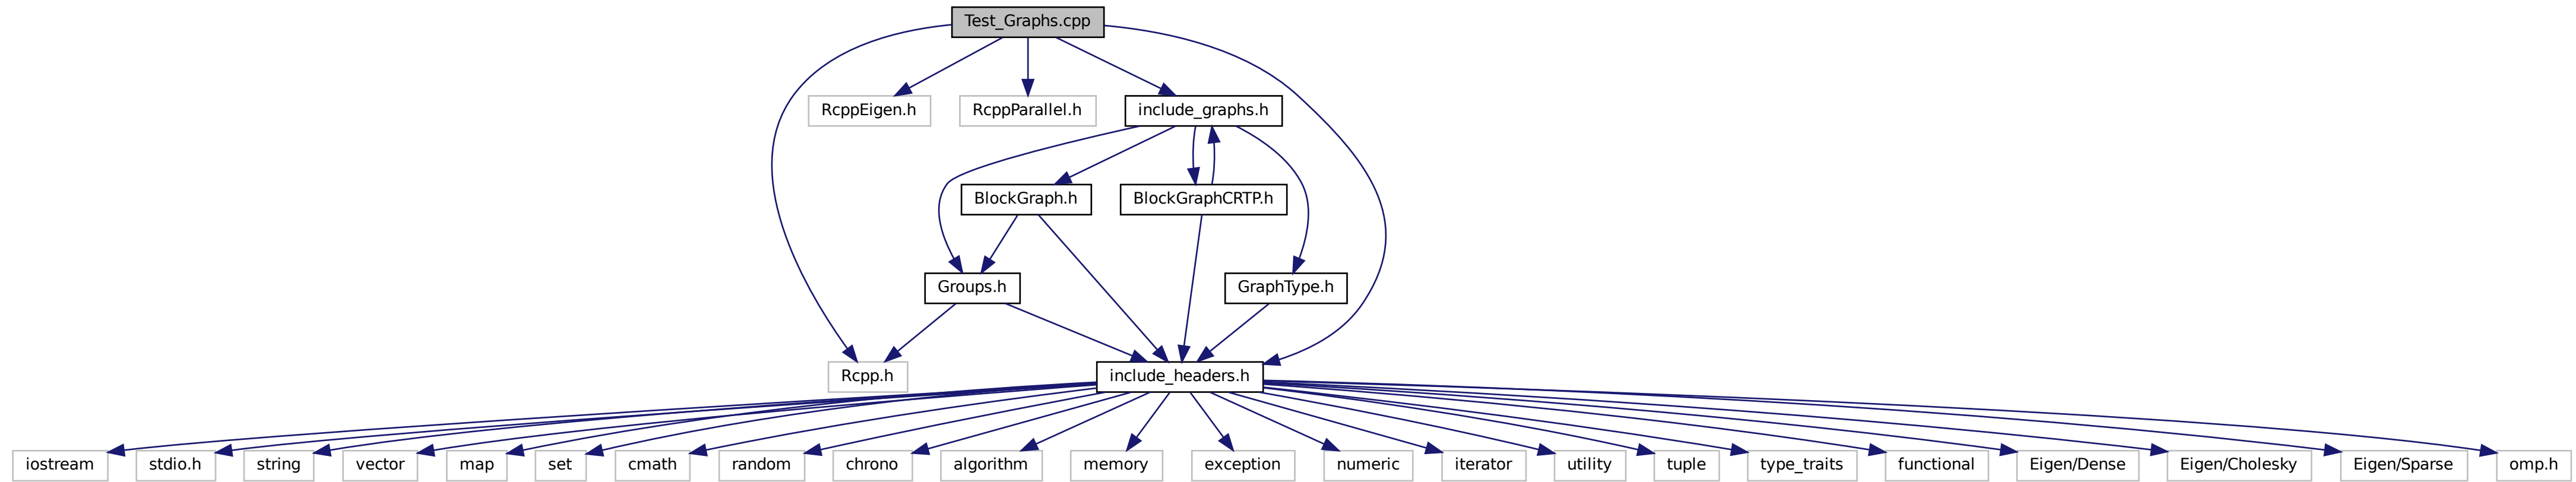 Test_Graphs.cpp
RcppEigen.h
RcppParallel.h
include_graphs.h
BlockGraph.h
BlockGraphCRTP.h
Groups.h
GraphType.h
Rcpp.h
include_headers.h
iostream
stdio.h
string
vector
map
set
cmath
random
chrono
algorithm
memory
exception
numeric
iterator
utility
tuple
type_traits
functional
Eigen/Dense
Eigen/Cholesky
Eigen/Sparse
omp.h